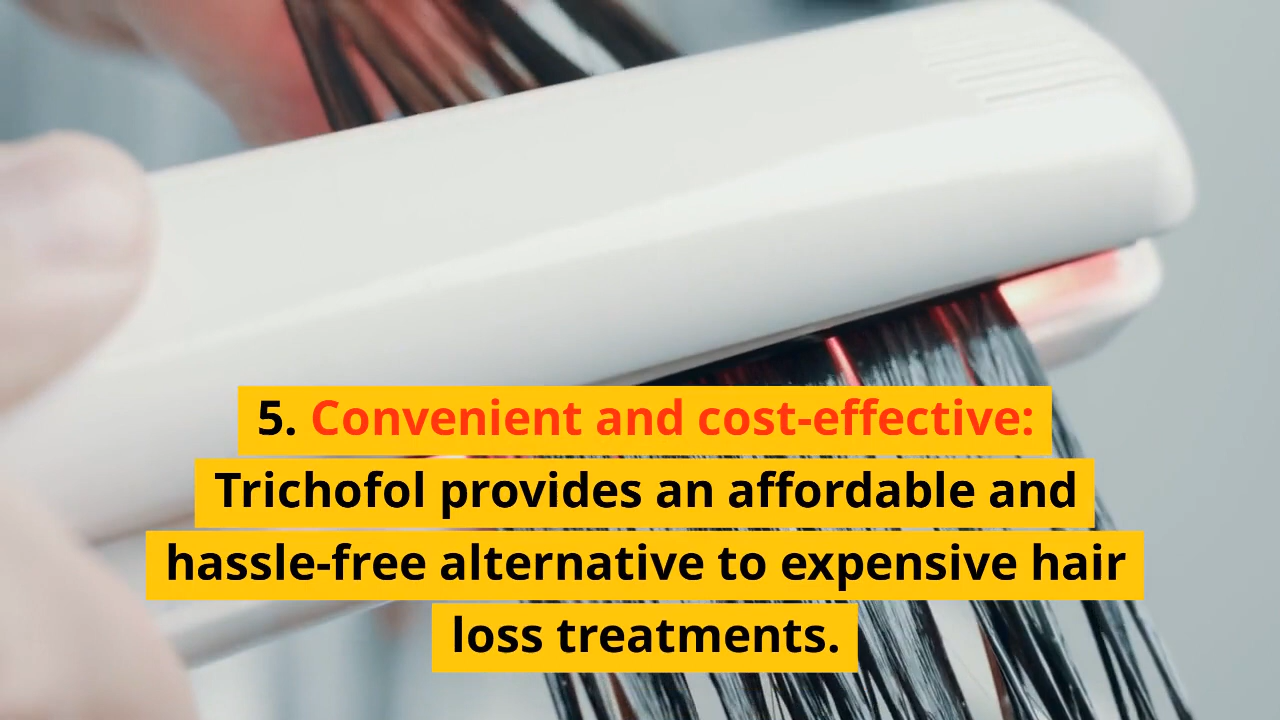 5. Convenient and cost-effective:
Trichofol provides an affordable and
hassle-free alternative to expensive hair
loss treatments.